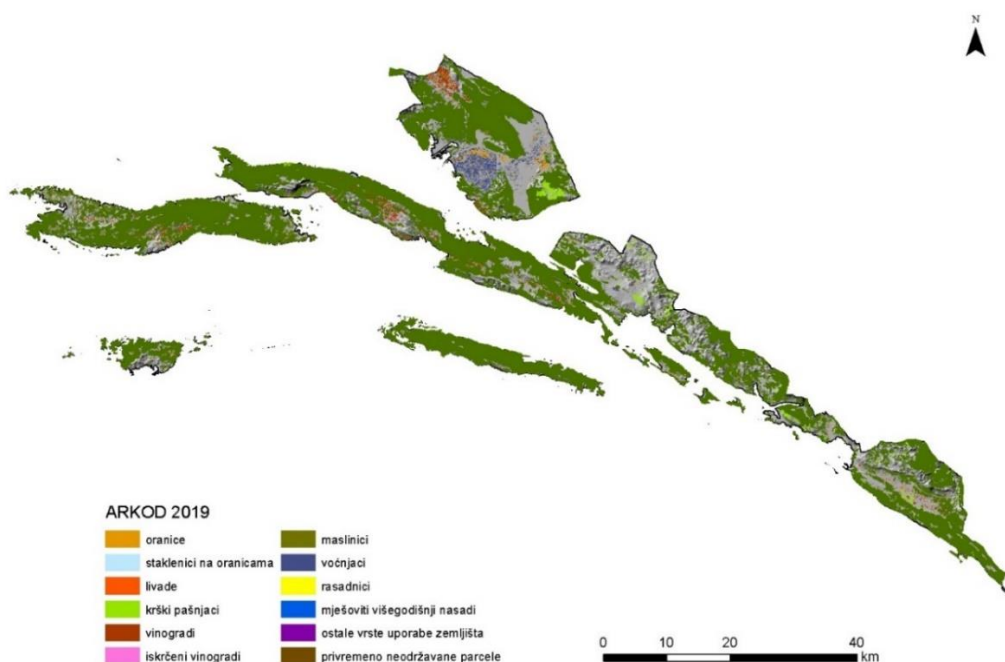 N
ARKOD 2019
oranice
staklenici na oranicama
livade
krški pašnjaci
vinogradi
iskrčeni vinogradi
maslinici
voćnjaci
rasadnici
mješoviti višegodišnji nasadi
ostale vrste uporabe zemljišta
privremeno neodržavane parcele
0 10 20 40
km